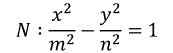 N : x²/m² − y²/n² = 1